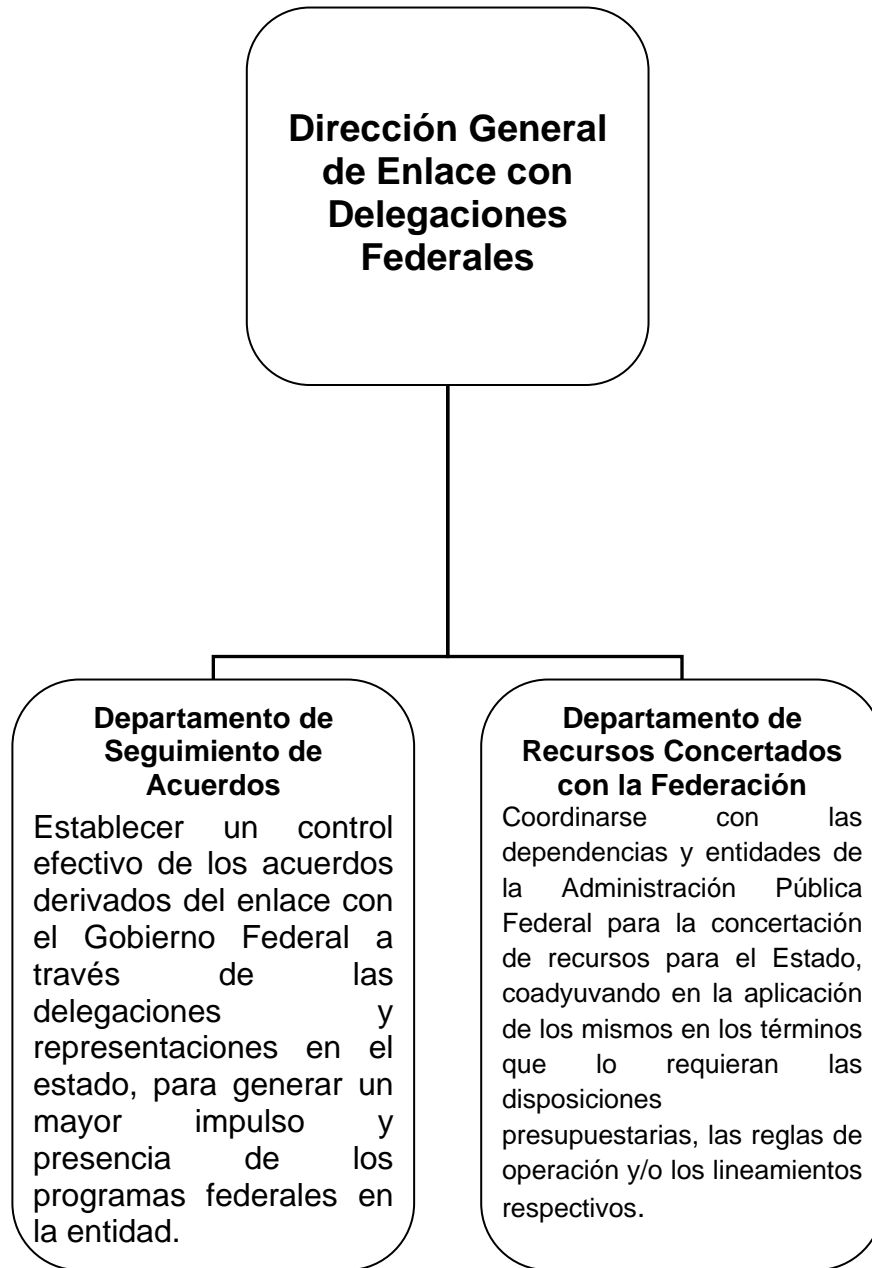 Dirección General
de Enlace con
Delegaciones
Federales
Departamento de
Seguimiento de
Acuerdos
Establecer un control
efectivo de los acuerdos
derivados del enlace con
el Gobierno Federal a
través de las
delegaciones y
representaciones en el
estado, para generar un
mayor impulso y
presencia de los
programas federales en
la entidad.
Departamento de
Recursos Concertados
con la Federación
Coordinarse con las
dependencias y entidades de
la Administración Pública
Federal para la concertación
de recursos para el Estado,
coadyuvando en la aplicación
de los mismos en los términos
que lo requieran las
disposiciones
presupuestarias, las reglas de
operación y/o los lineamientos
respectivos.